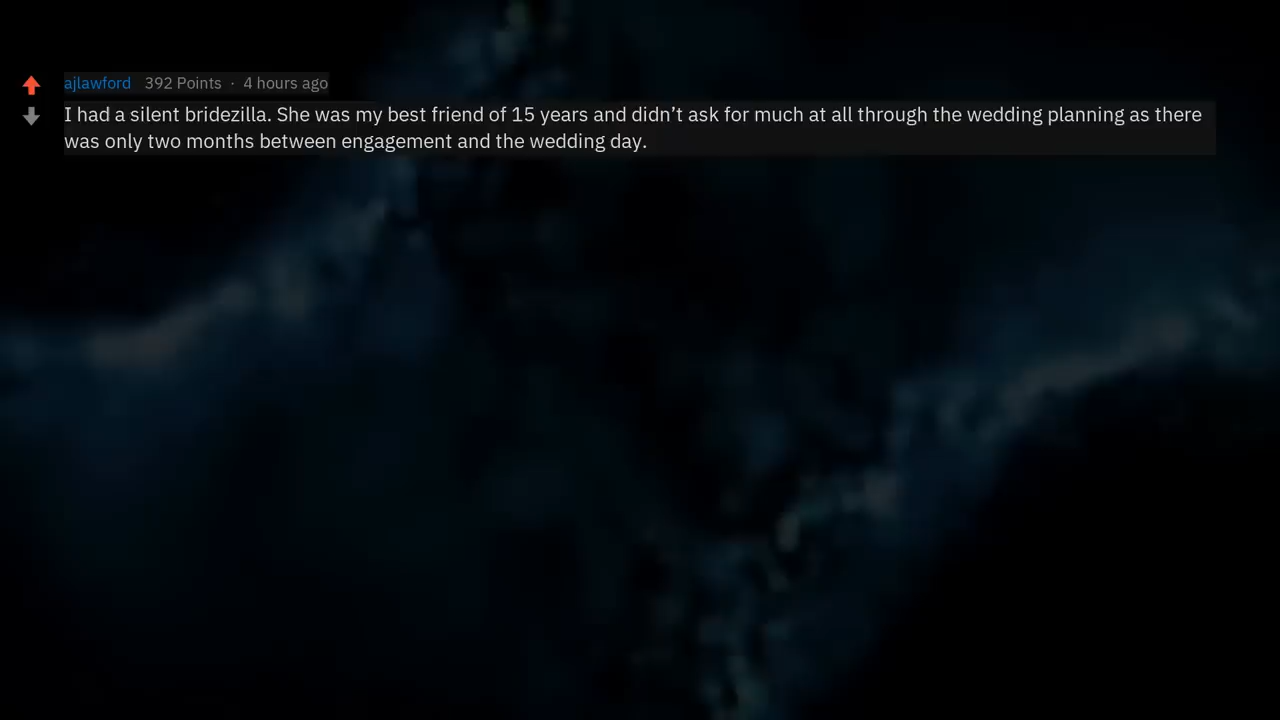 ajlawford 392 Points · 4 hours ago
I had a silent bridezilla. She was my best friend of 15 years and didn’t ask for much at all through the wedding planning as there
was only two months between engagement and the wedding day.